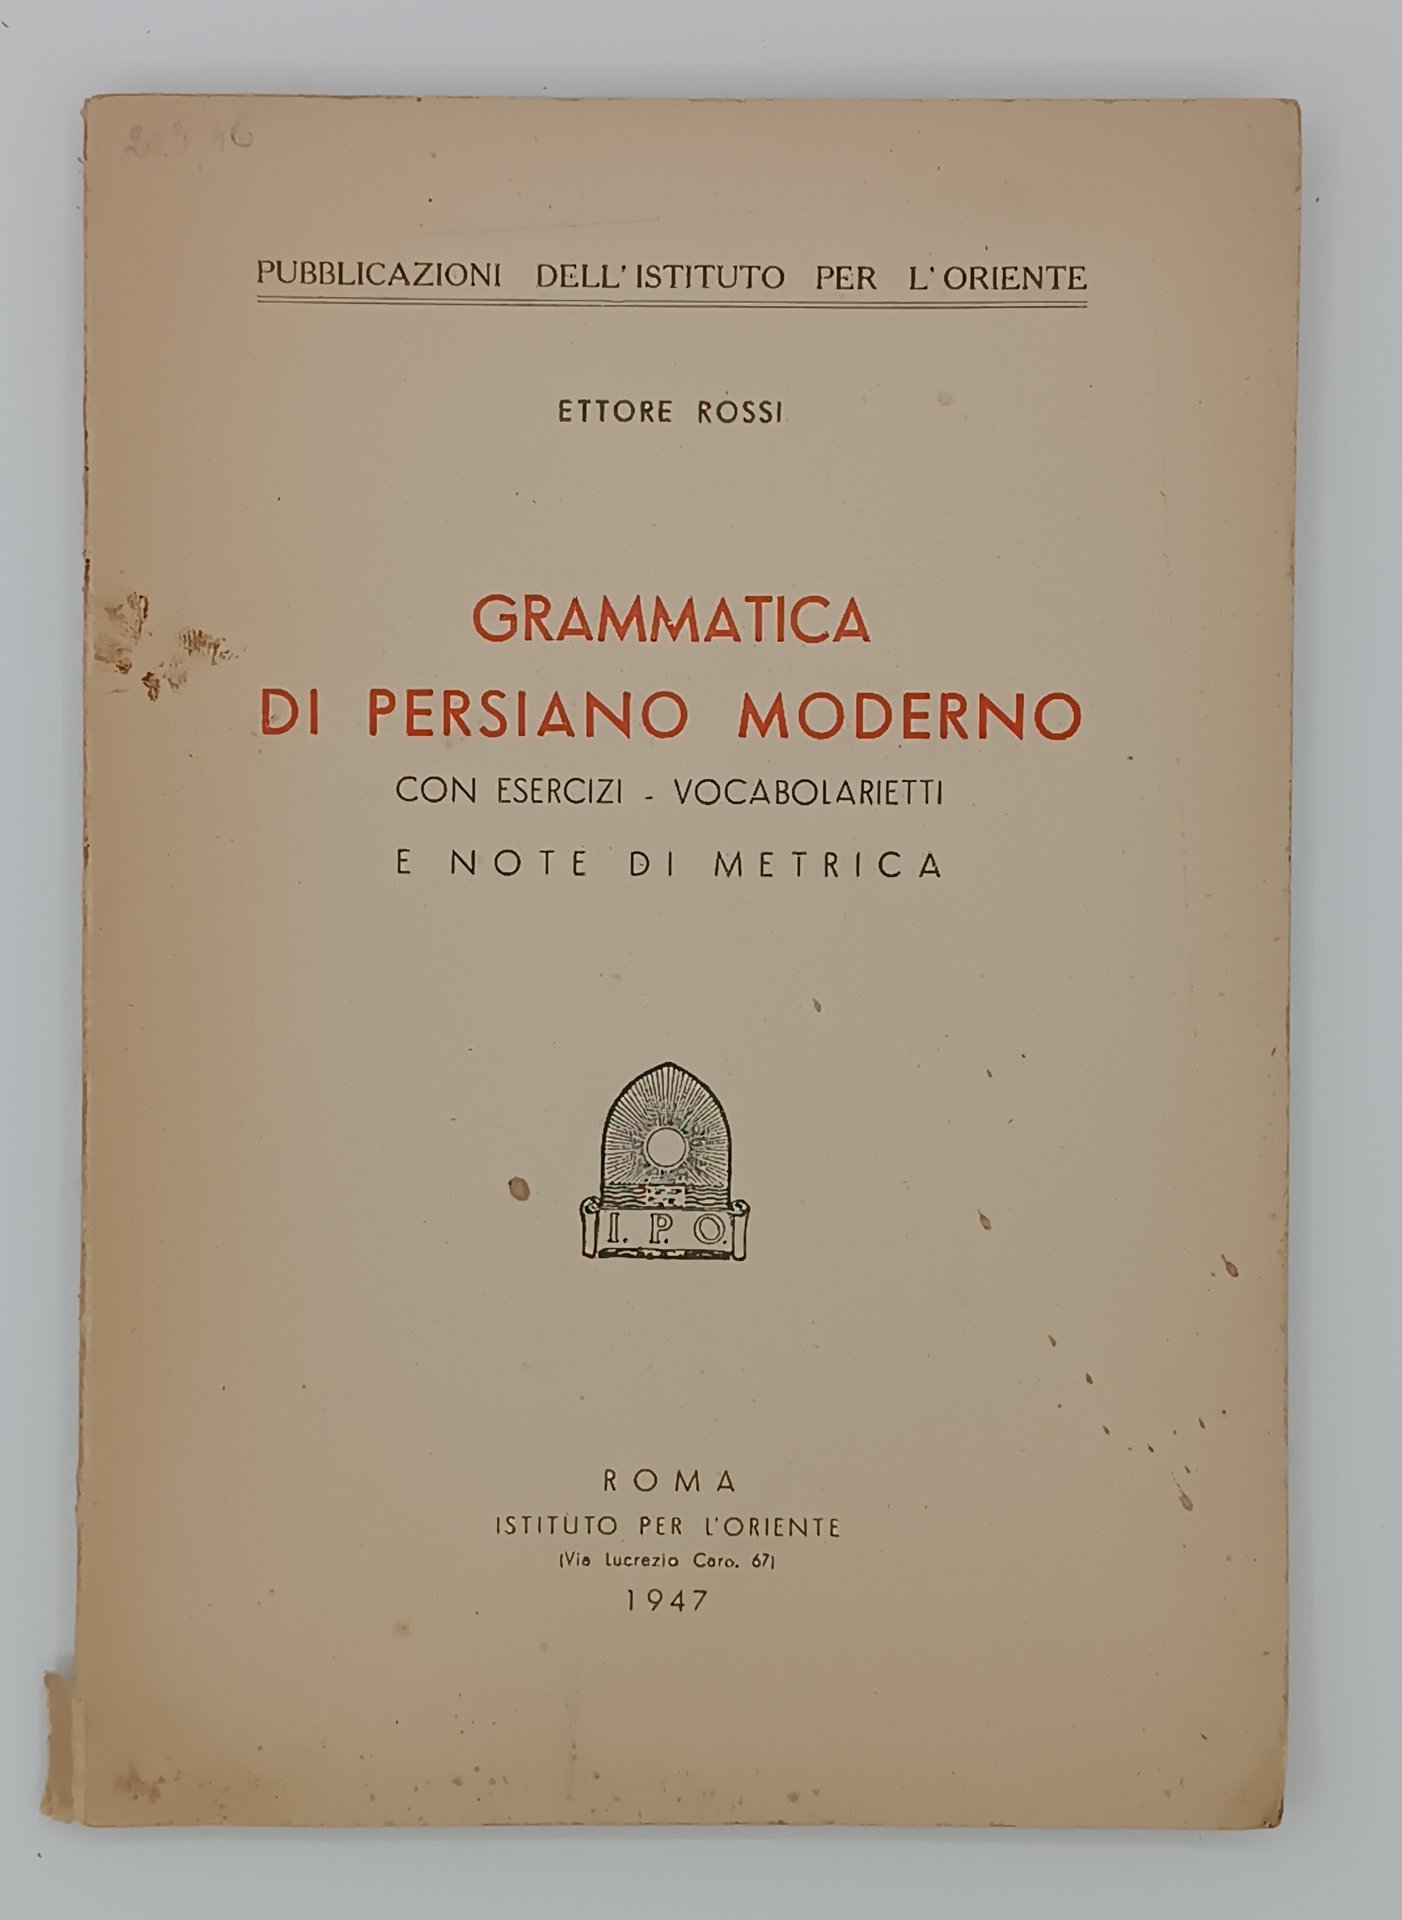 PUBBLICAZIONI DELL'ISTITUTO PER L'ORIENTE
ETTORE ROSSI
GRAMMATICA
DI PERSIANO MODERNO
CON ESERCIZI - VOCABOLARIETTI
E NOTE DI METRICA
I. P. O.
ROMA
ISTITUTO PER L'ORIENTE
(Via Lucrezio Caro. 67)
1947